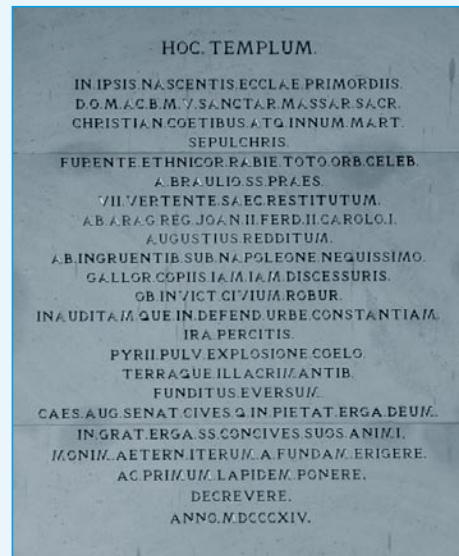 HOC. TEMPLUM.
IN.IPSIS.NASCENTIS.ECCLAE.PRIMORDIIS.
D.O.M.AC.B.M.V.SANCTAR.MASSAR.SACR.
CHRISTIAN.COETIBUS.ATQ.INNUM.MART.
SEPULCHRIS.
FURENTE.ETHNICOR.RABIE.TOTO.ORB.CELEB.
A.BRAULIO.SS.PRAES.
VII.VERTENTE.SAEC.RESTITUTUM.
AB.ARAG.REG.JOAN.II.FERD.II.CAROLO.I.
AUGUSTIUS.REDDITUM.
AB.INGRUENTIB.SUB.NAPOLEONE.NEQUISSIMO.
GALLOR.COPIIS.IAM.IAM.DISCESSURIS.
OB.INVICT.CIVIUM.ROBUR.
INAUDITAM.QUE.IN.DEFEND.URBE.CONSTANTIAM.
IRA.PERCITIS.
PYRII.PULV.EXPLOSIONE.COELO.
TERRAQUE.ILLACRIMANTIB.
FUNDITUS.EVERSUM.
CAES.AUG.SENAT.CIVES.Q.IN.PIETAT.ERGA.DEUM.
IN.GRAT.ERGA.SS.CONCIVES.SUOS.ANIMI.
MONIM.AETERN.ITERUM.A.FUNDAM.ERIGERE.
AC.PRIMUM.LAPIDEM.PONERE.
DECREVERE.
ANNO.MDCCCXIV.